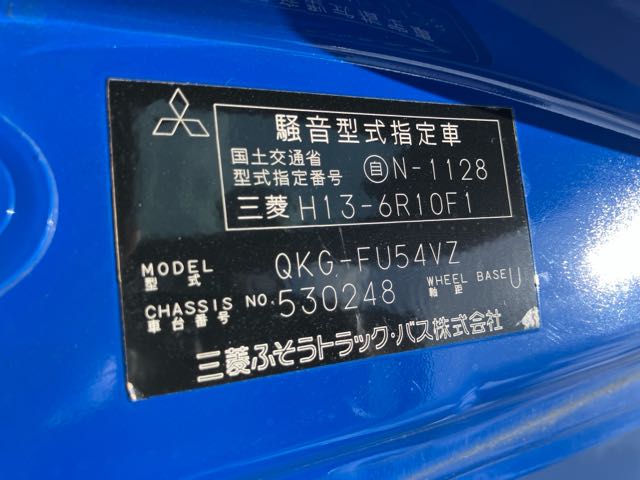 騒音型式指定車
国土交通省
型式指定番号 自N-1128
三菱 H13-6R10F1
MODEL
型式 QKG-FU54VZ
CHASSIS NO. 530248 WHEEL BASE U
車台番号 軸距
三菱ふそうトラック・バス株式会社